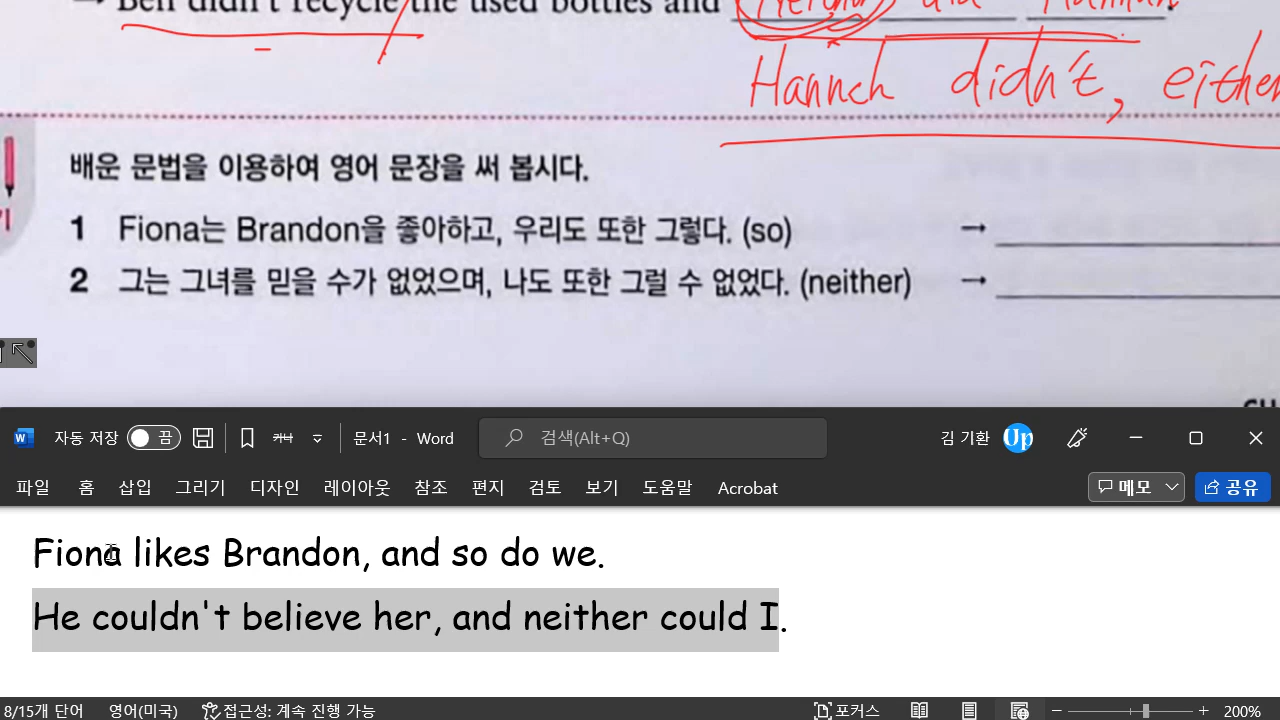 → Ben didn't recycle the used bottles and
Hannah didn't, either
배운 문법을 이용하여 영어 문장을 써 봅시다.
1 Fiona는 Brandon을 좋아하고, 우리도 또한 그렇다. (so) →
2 그는 그녀를 믿을 수가 없었으며, 나도 또한 그럴 수 없었다. (neither) →
자동 저장 끔 가나 문서1 - Word 검색(Alt+Q) 김 기환 Up
파일 홈 삽입 그리기 디자인 레이아웃 참조 편지 검토 보기 도움말 Acrobat 메모 공유
Fiona likes Brandon, and so do we.
He couldn't believe her, and neither could I.
8/15개 단어 영어(미국) 접근성: 계속 진행 가능 포커스 200%